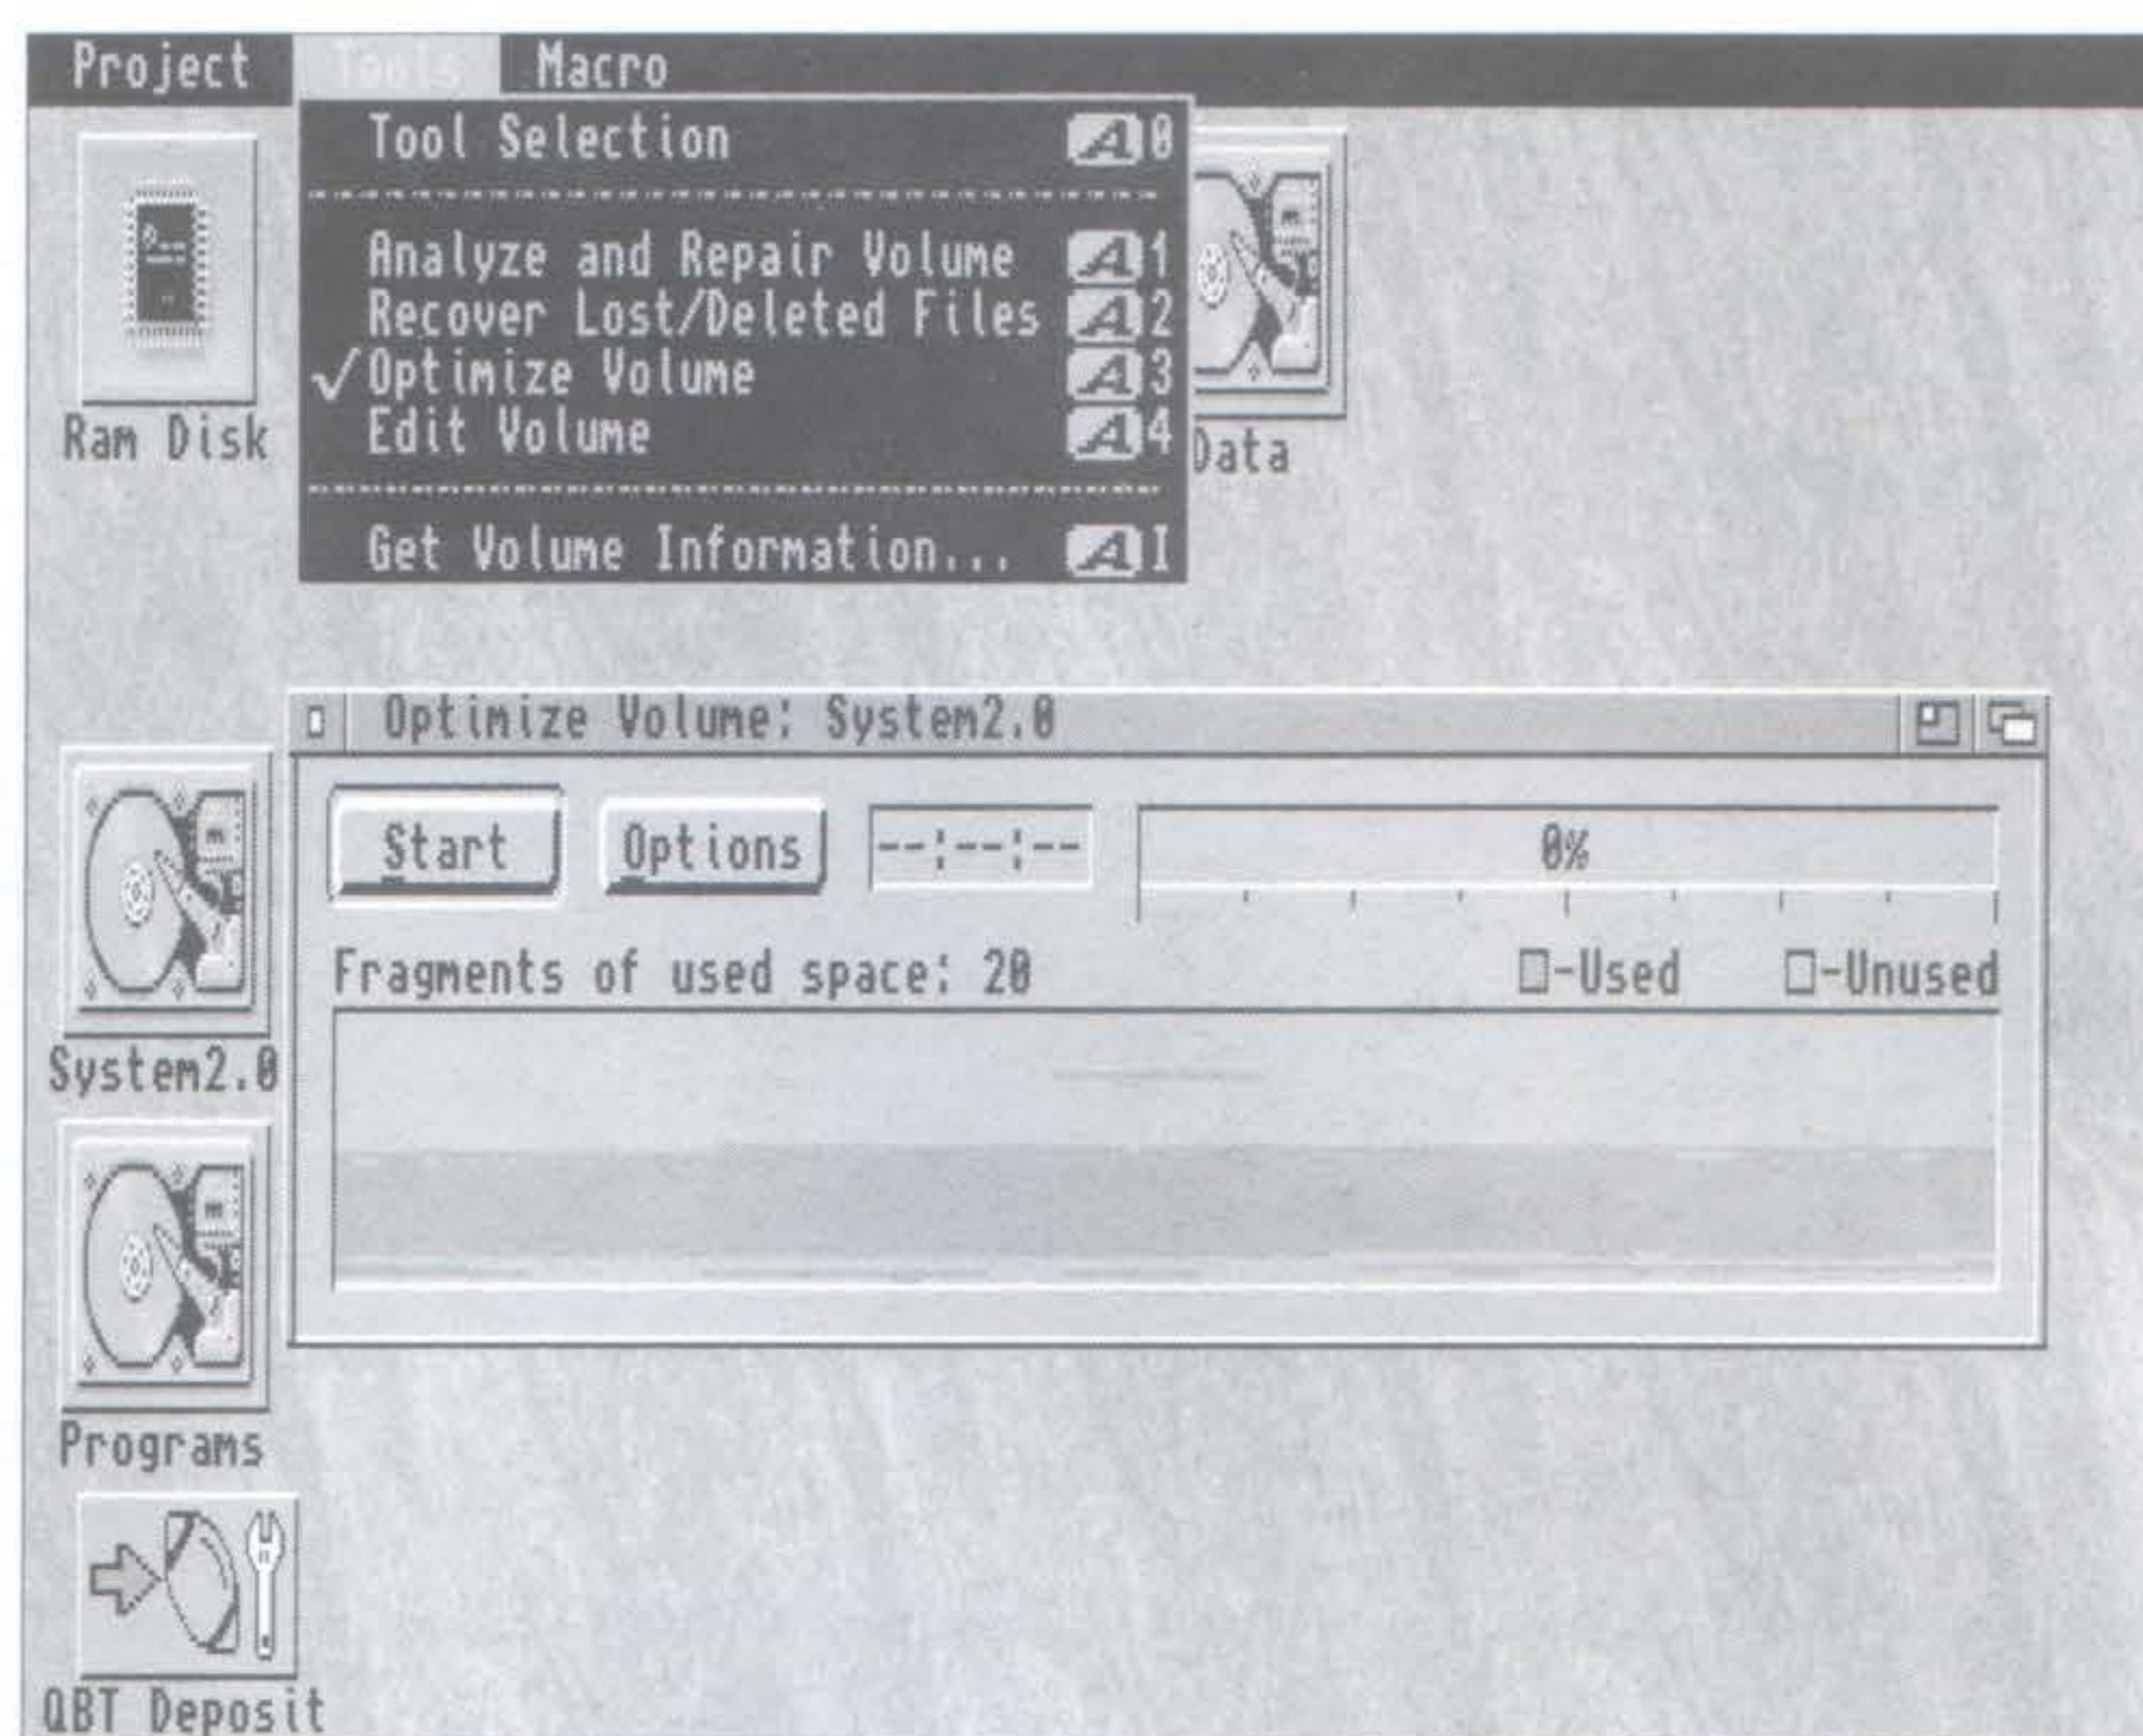 Project Tools Macro
Tool Selection A0
Analyze and Repair Volume A1
Recover Lost/Deleted Files A2
✓Optimize Volume A3
Edit Volume A4
Get Volume Information... AI
Ram Disk
Data
Optimize Volume: System2.0
Start Options --:--:-- 0%
Fragments of used space: 20 □-Used □-Unused
System2.0
Programs
QBT Deposit